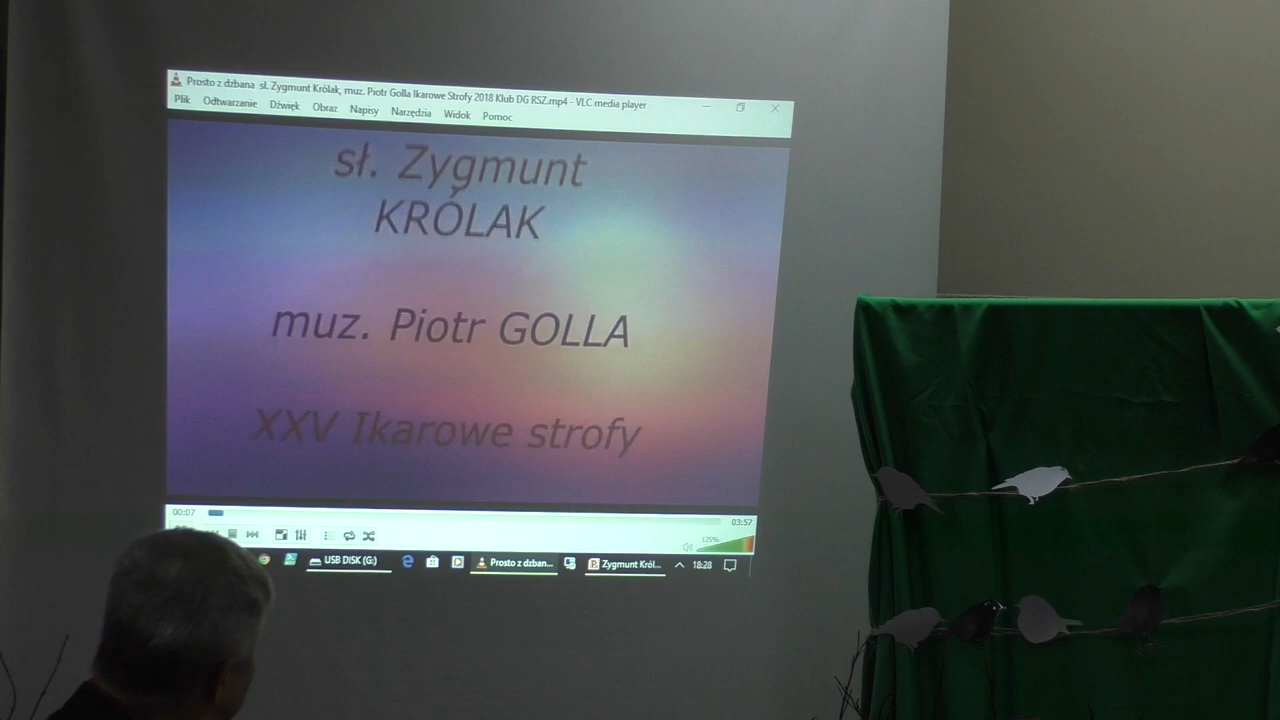 Prosto z dzbana sł. Zygmunt Królak, muz. Piotr Golla Ikarowe Strofy 2018 Klub DG RSZ.mp4 - VLC media player
Plik Odtwarzanie Dźwięk Obraz Napisy Narzędzia Widok Pomoc
sł. Zygmunt
KRÓLAK
muz. Piotr GOLLA
XXV Ikarowe strofy
00:07 03:57
125%
USB DISK (G:) Prosto z dzban... Zygmunt Król... 18:28